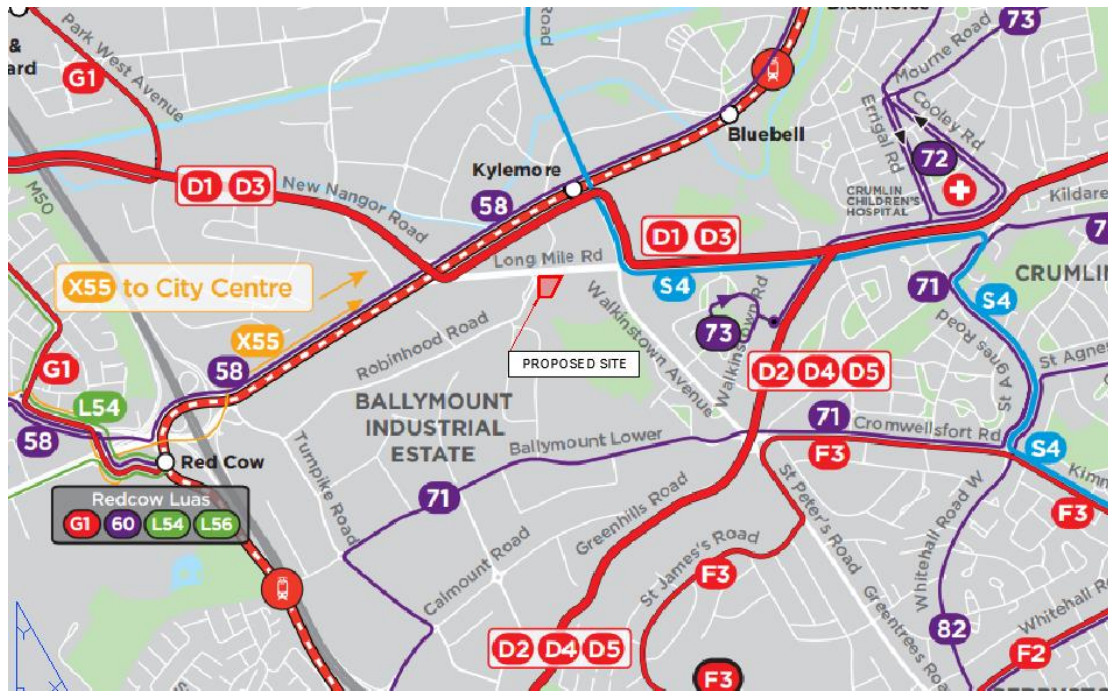 73
Mourne Road
Park West Avenue
Road
&
ard
G1
Cooley Rd
Errigal Rd
72
Bluebell
Kylemore
D1 D3
New Nangor Road
58
CRUMLIN
CHILDREN'S
HOSPITAL
M50
Kildare
D1 D3
Long Mile Rd
X55 to City Centre
S4
71
CRUMLIN
S4
73
Walkinstown Rd
Walkinstown Avenue
X55
Robinhood Road
PROPOSED SITE
St Agnes Road
St Agnes
G1
58
D2 D4 D5
L54
BALLYMOUNT
INDUSTRIAL
ESTATE
71
Cromwellsfort Rd
58
Ballymount Lower
F3
S4
Red Cow
Turnpike Road
Kimm
Redcow Luas
G1 60 L54 L56
71
Greenhills Road
St Peter's Road
Whitehall Road W
F3
Calmount Road
St James's Road
F3
Greentrees Road
Whitehall R
82
D2 D4 D5
F3
F2